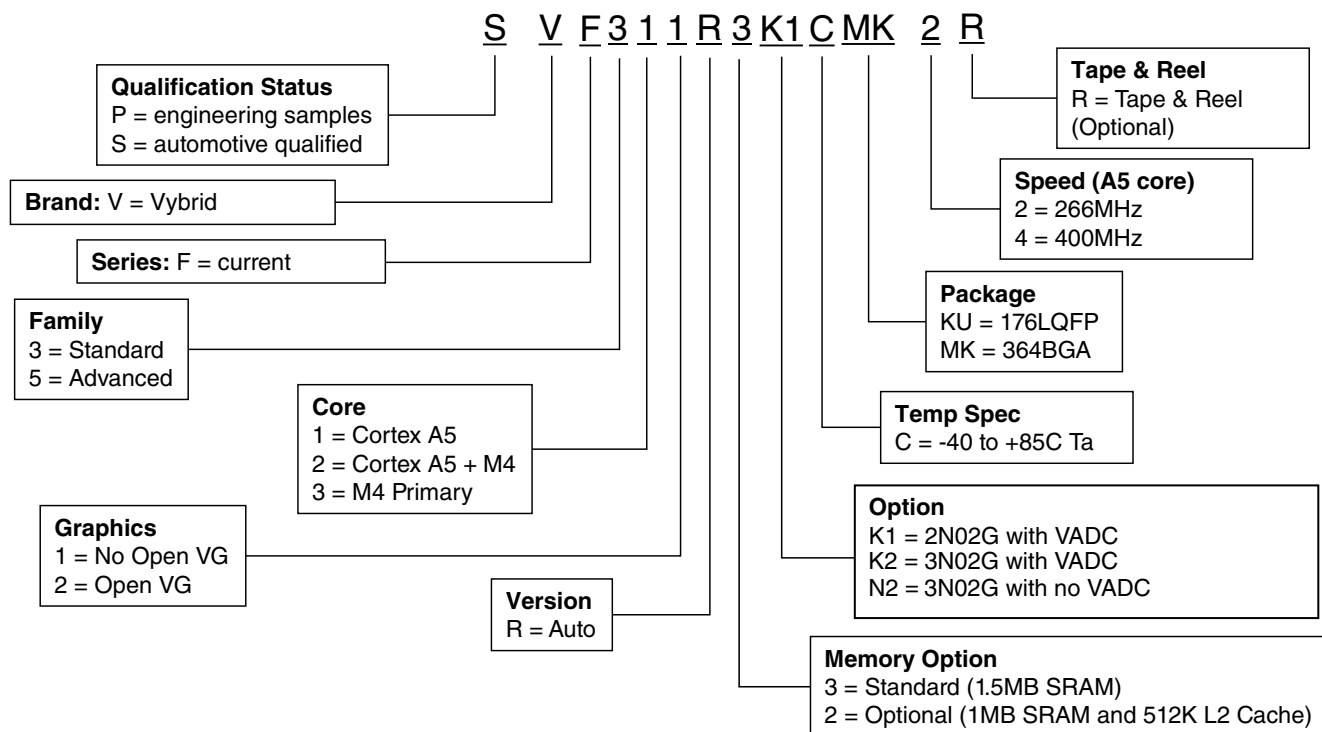 S V F 3 1 1 R 3 K1 C MK 2 R
Qualification Status
P = engineering samples
S = automotive qualified
Tape & Reel
R = Tape & Reel
(Optional)
Brand: V = Vybrid
Speed (A5 core)
2 = 266MHz
4 = 400MHz
Series: F = current
Package
KU = 176LQFP
MK = 364BGA
Family
3 = Standard
5 = Advanced
Core
1 = Cortex A5
2 = Cortex A5 + M4
3 = M4 Primary
Temp Spec
C = -40 to +85C Ta
Graphics
1 = No Open VG
2 = Open VG
Option
K1 = 2N02G with VADC
K2 = 3N02G with VADC
N2 = 3N02G with no VADC
Version
R = Auto
Memory Option
3 = Standard (1.5MB SRAM)
2 = Optional (1MB SRAM and 512K L2 Cache)